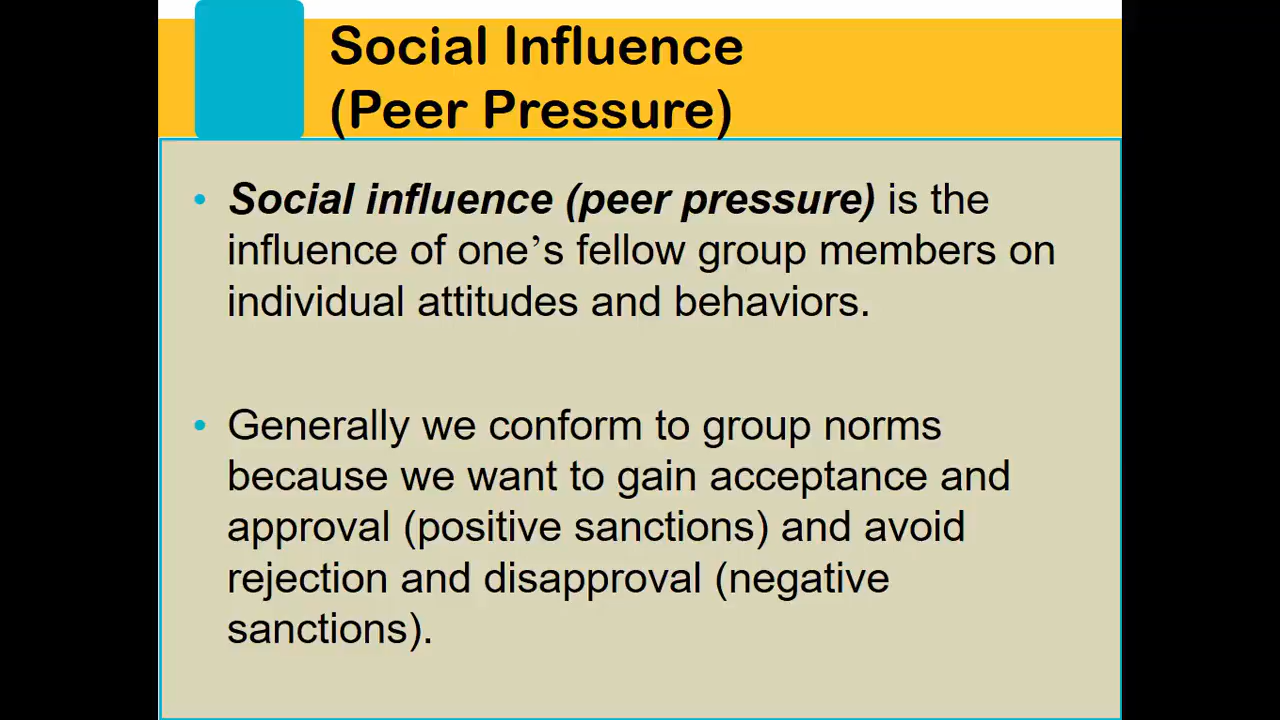 Social Influence
(Peer Pressure)
• Social influence (peer pressure) is the
influence of one’s fellow group members on
individual attitudes and behaviors.
• Generally we conform to group norms
because we want to gain acceptance and
approval (positive sanctions) and avoid
rejection and disapproval (negative
sanctions).